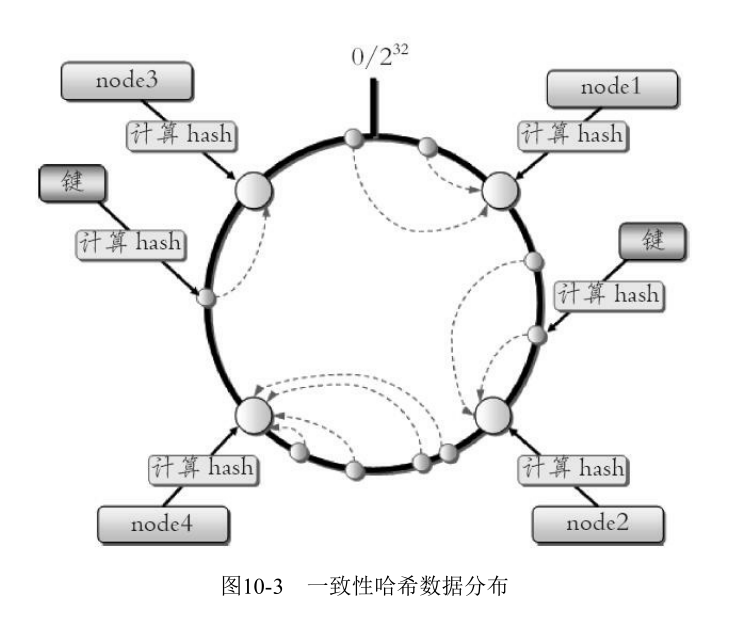 0/2³²
node3
node1
计算 hash
计算 hash
键
计算 hash
键
计算 hash
计算 hash
计算 hash
node4
node2
图10-3 一致性哈希数据分布